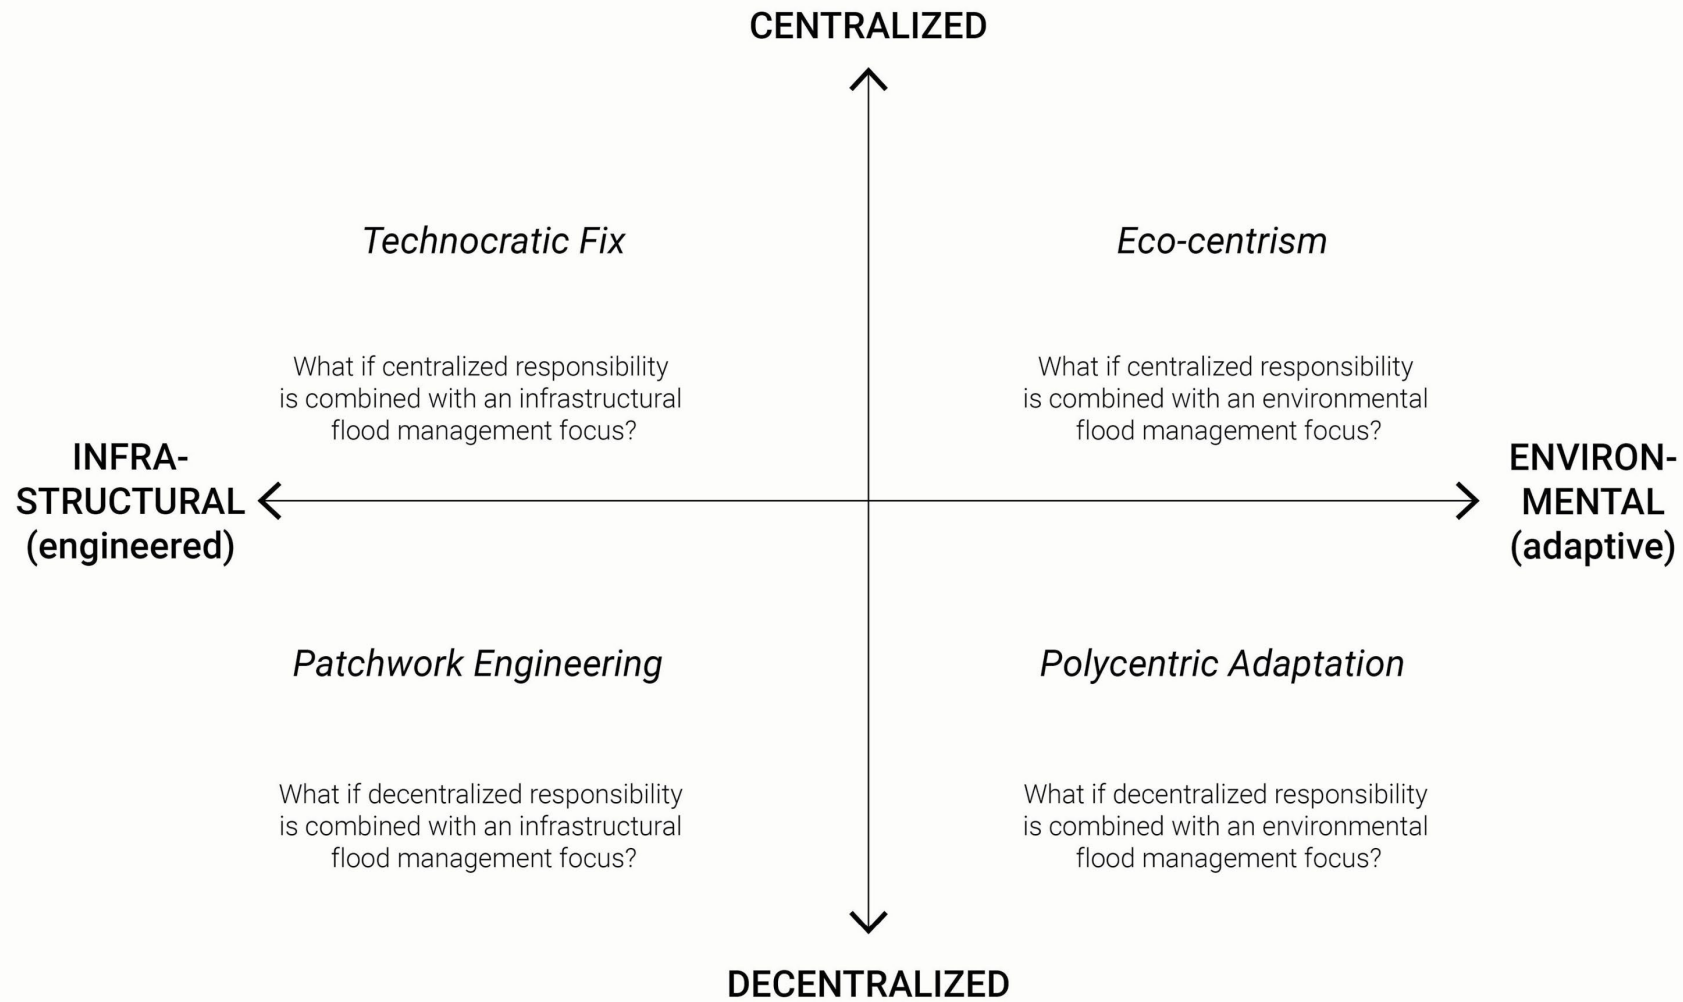 CENTRALIZED
Technocratic Fix
Eco-centrism
What if centralized responsibility
is combined with an infrastructural
flood management focus?
What if centralized responsibility
is combined with an environmental
flood management focus?
INFRA-
STRUCTURAL
(engineered)
ENVIRON-
MENTAL
(adaptive)
Patchwork Engineering
Polycentric Adaptation
What if decentralized responsibility
is combined with an infrastructural
flood management focus?
What if decentralized responsibility
is combined with an environmental
flood management focus?
DECENTRALIZED